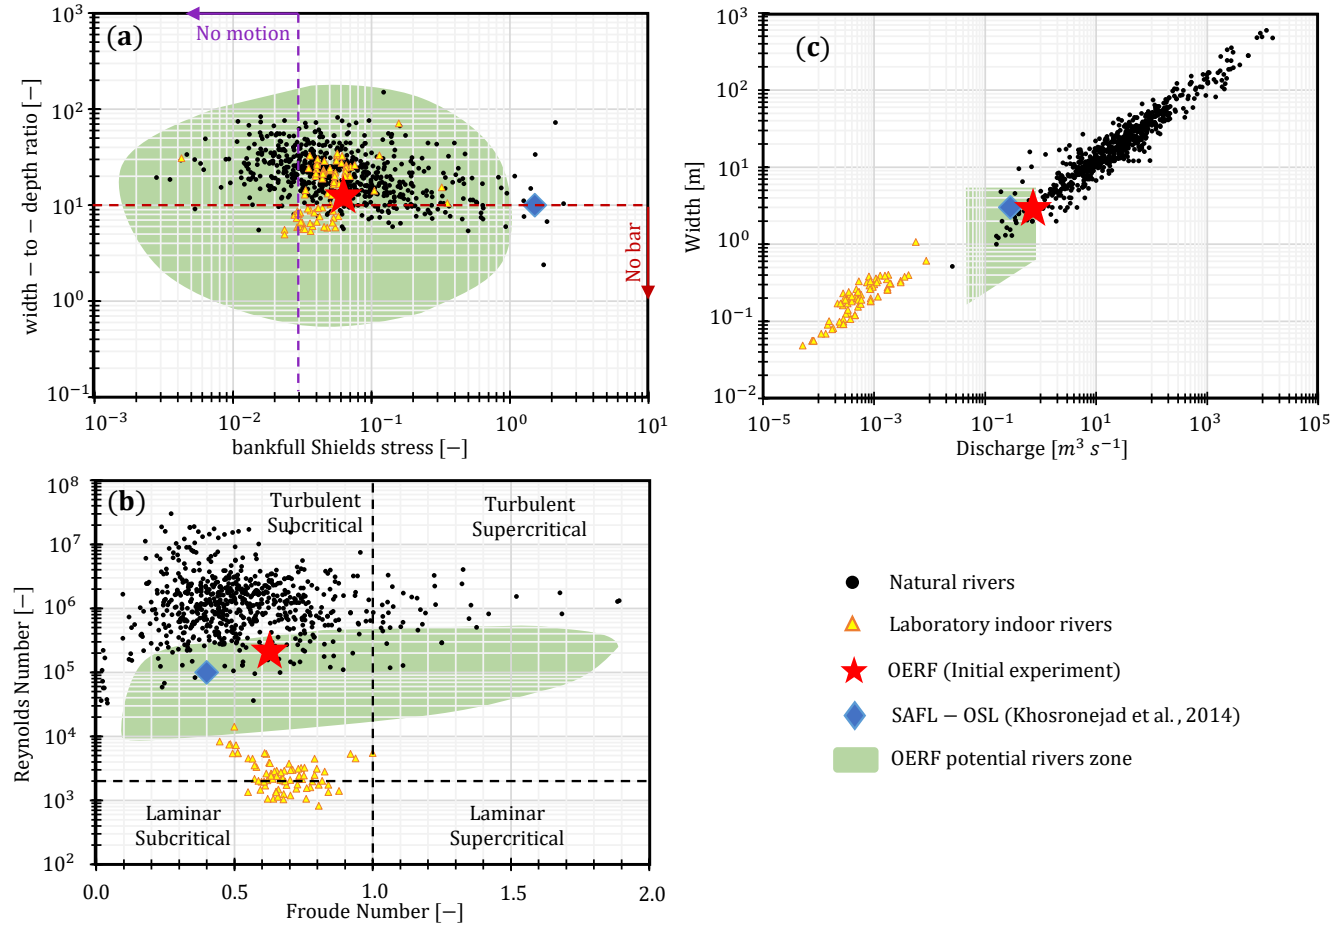 (a)
No motion
No bar
10³
10²
10¹
10⁰
10⁻¹
width − to − depth ratio [−]
10⁻³
10⁻²
10⁻¹
10⁰
10¹
bankfull Shields stress [−]
(c)
10³
10²
10¹
10⁰
10⁻¹
10⁻²
Width [m]
10⁻⁵
10⁻³
10⁻¹
10¹
10³
10⁵
Discharge [m³ s⁻¹]
(b)
Turbulent
Subcritical
Turbulent
Supercritical
Laminar
Subcritical
Laminar
Supercritical
10⁸
10⁷
10⁶
10⁵
10⁴
10³
10²
Reynolds Number [−]
0.0
0.5
1.0
1.5
2.0
Froude Number [−]
Natural rivers
Laboratory indoor rivers
OERF (Initial experiment)
SAFL − OSL (Khosronejad et al., 2014)
OERF potential rivers zone